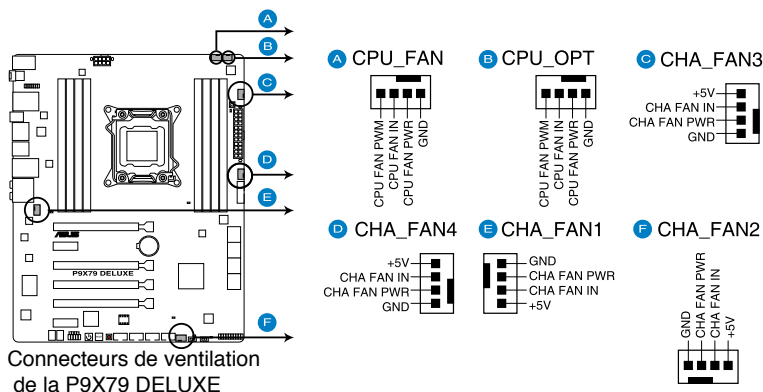 A
B
C
D
E
F
ASUS
P9X79 DELUXE
Connecteurs de ventilation
de la P9X79 DELUXE
A CPU_FAN
CPU FAN PWM
CPU FAN IN
CPU FAN PWR
GND
B CPU_OPT
CPU FAN PWM
CPU FAN IN
CPU FAN PWR
GND
C CHA_FAN3
+5V
CHA FAN IN
CHA FAN PWR
GND
D CHA_FAN4
+5V
CHA FAN IN
CHA FAN PWR
GND
E CHA_FAN1
GND
CHA FAN PWR
CHA FAN IN
+5V
F CHA_FAN2
GND
CHA FAN PWR
CHA FAN IN
+5V